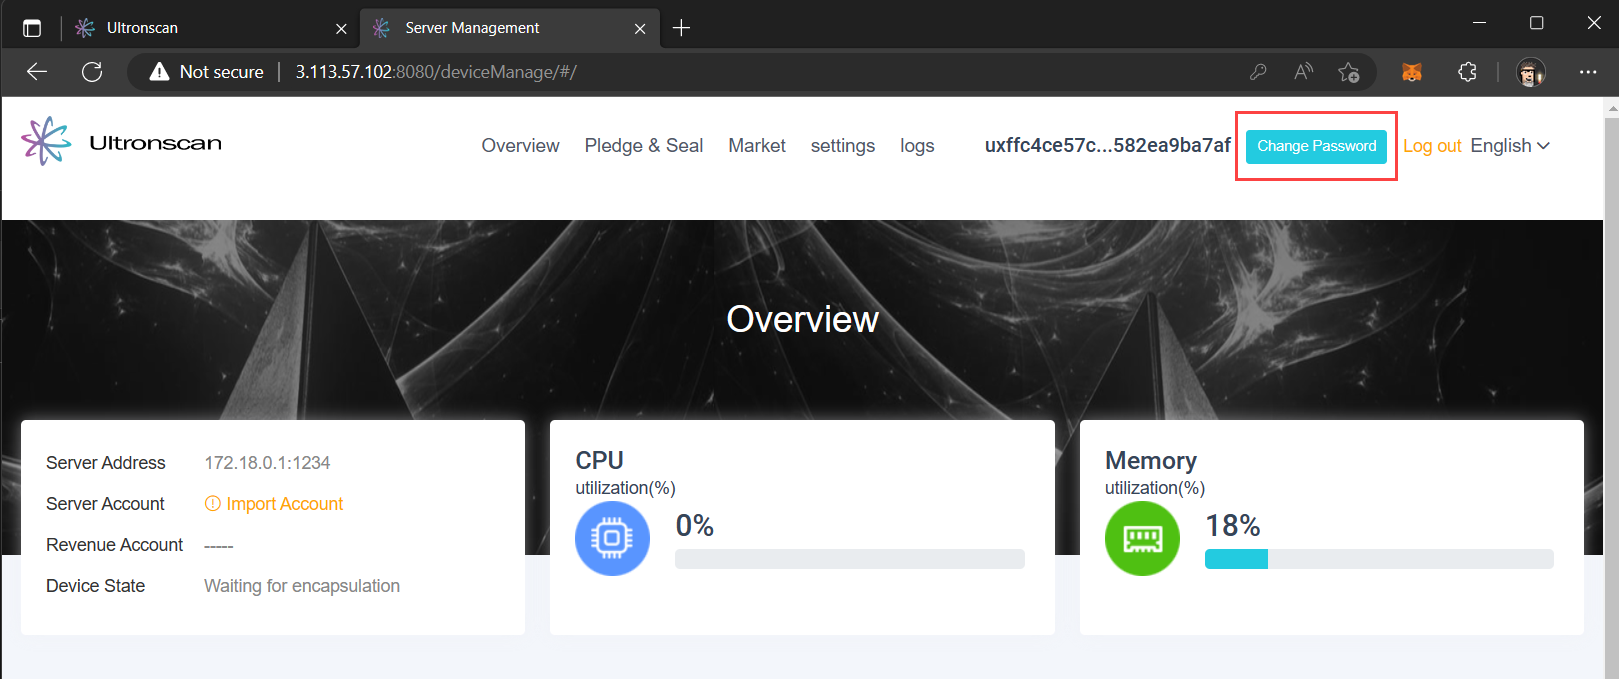 Ultronscan
Server Management
Not secure
3.113.57.102:8080/deviceManage/#/
Ultronscan
Overview
Pledge & Seal
Market
settings
logs
uxffc4ce57c...582ea9ba7af
Change Password
Log out
English
Overview
Server Address 172.18.0.1:1234
Server Account Import Account
Revenue Account -----
Device State Waiting for encapsulation
CPU
utilization(%)
0%
Memory
utilization(%)
18%